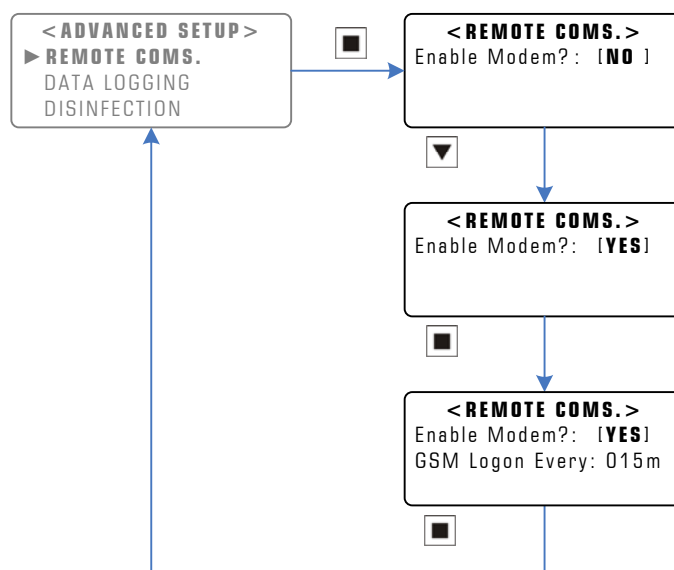 <ADVANCED SETUP>
▶ REMOTE COMS.
DATA LOGGING
DISINFECTION
<REMOTE COMS.>
Enable Modem?: [NO ]
<REMOTE COMS.>
Enable Modem?: [YES]
<REMOTE COMS.>
Enable Modem?: [YES]
GSM Logon Every: 015m